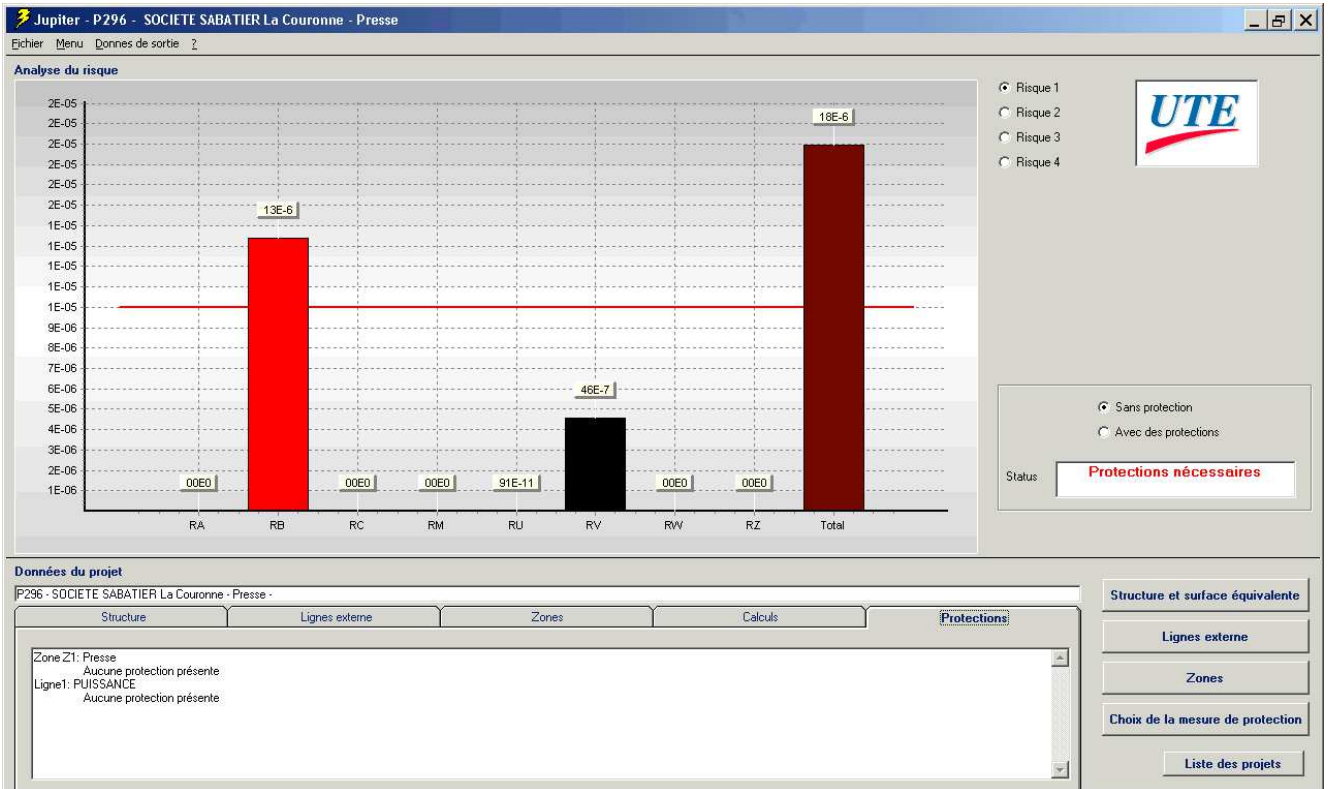 Jupiter - P296 - SOCIETE SABATIER La Couronne - Presse
Fichier Menu Donnes de sortie ?
Analyse du risque
2E-05
2E-05
2E-05
2E-05
2E-05
2E-05
1E-05
1E-05
1E-05
1E-05
1E-05
9E-06
8E-06
7E-06
6E-06
5E-06
4E-06
3E-06
2E-06
1E-06
00E0
13E-6
00E0
00E0
91E-11
46E-7
00E0
00E0
18E-6
RA RB RC RM RU RV RW RZ Total
Risque 1
Risque 2
Risque 3
Risque 4
UTE
Sans protection
Avec des protections
Status Protections nécessaires
Données du projet
P296 - SOCIETE SABATIER La Couronne - Presse -
Structure Lignes externe Zones Calculs Protections
Zone Z1: Presse
Aucune protection présente
Ligne1: PUISSANCE
Aucune protection présente
Structure et surface équivalente
Lignes externe
Zones
Choix de la mesure de protection
Liste des projets